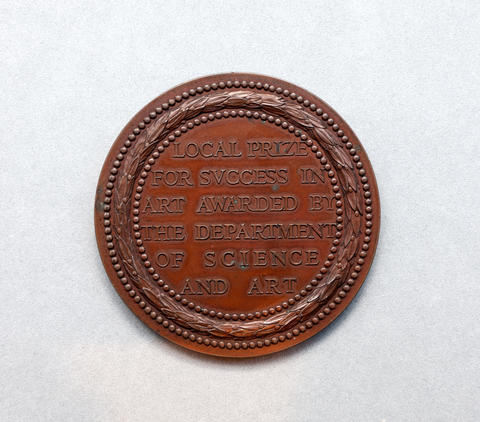 LOCAL PRIZE
FOR SVCCESS IN
ART AWARDED BY
THE DEPARTMENT
OF SCIENCE
AND ART